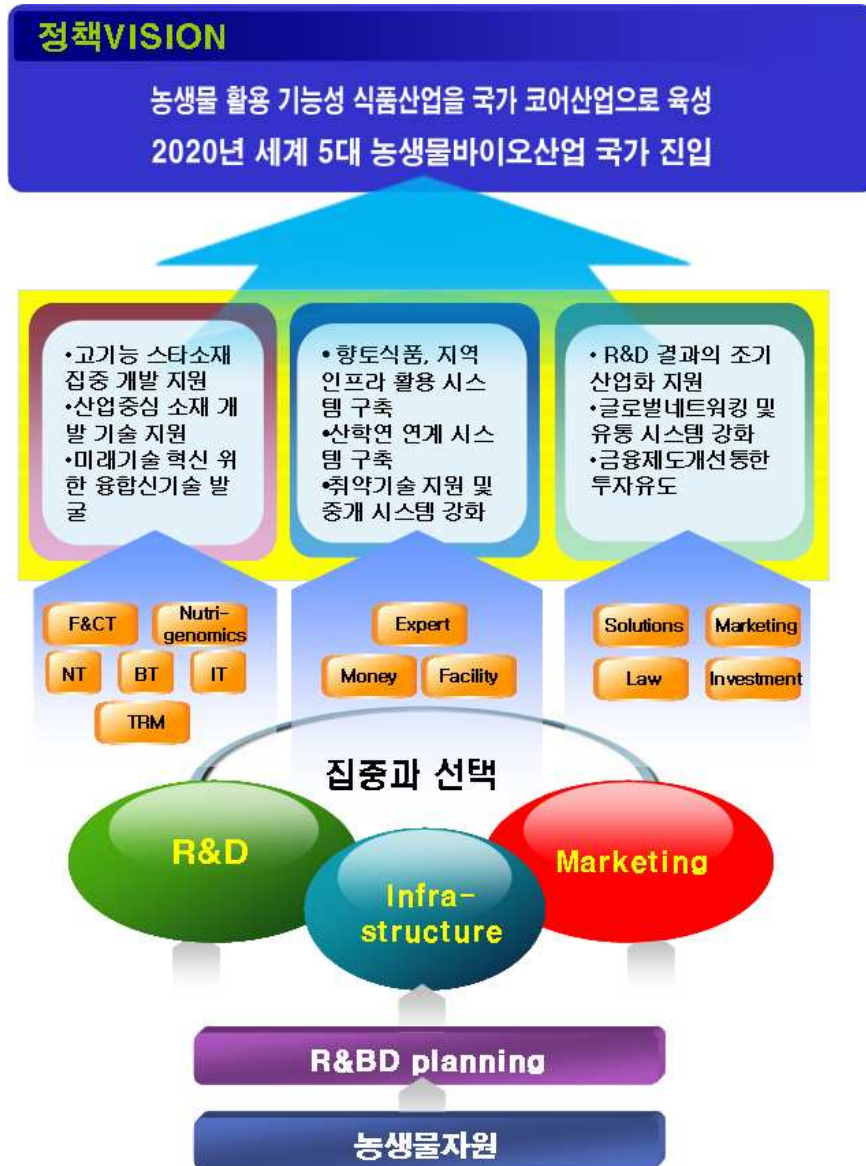 정책VISION
농생물 활용 기능성 식품산업을 국가 코어산업으로 육성
2020년 세계 5대 농생물바이오산업 국가 진입
•고기능 스타소재
집중 개발 지원
•산업중심 소재 개
발 기술 지원
•미래기술 혁신 위
한 융합신기술 발
굴
• 향토식품, 지역
인프라 활용 시스
템 구축
•산학연 연계 시스
템 구축
•취약기술 지원 및
중개 시스템 강화
• R&D 결과의 조기
산업화 지원
•글로벌네트워킹 및
유통 시스템 강화
•금융제도개선통한
투자유도
F&CT
Nutri-
genomics
NT
BT
IT
TRM
Expert
Money
Facility
Solutions
Marketing
Law
Investment
집중과 선택
R&D
Infra-
structure
Marketing
R&BD planning
농생물자원